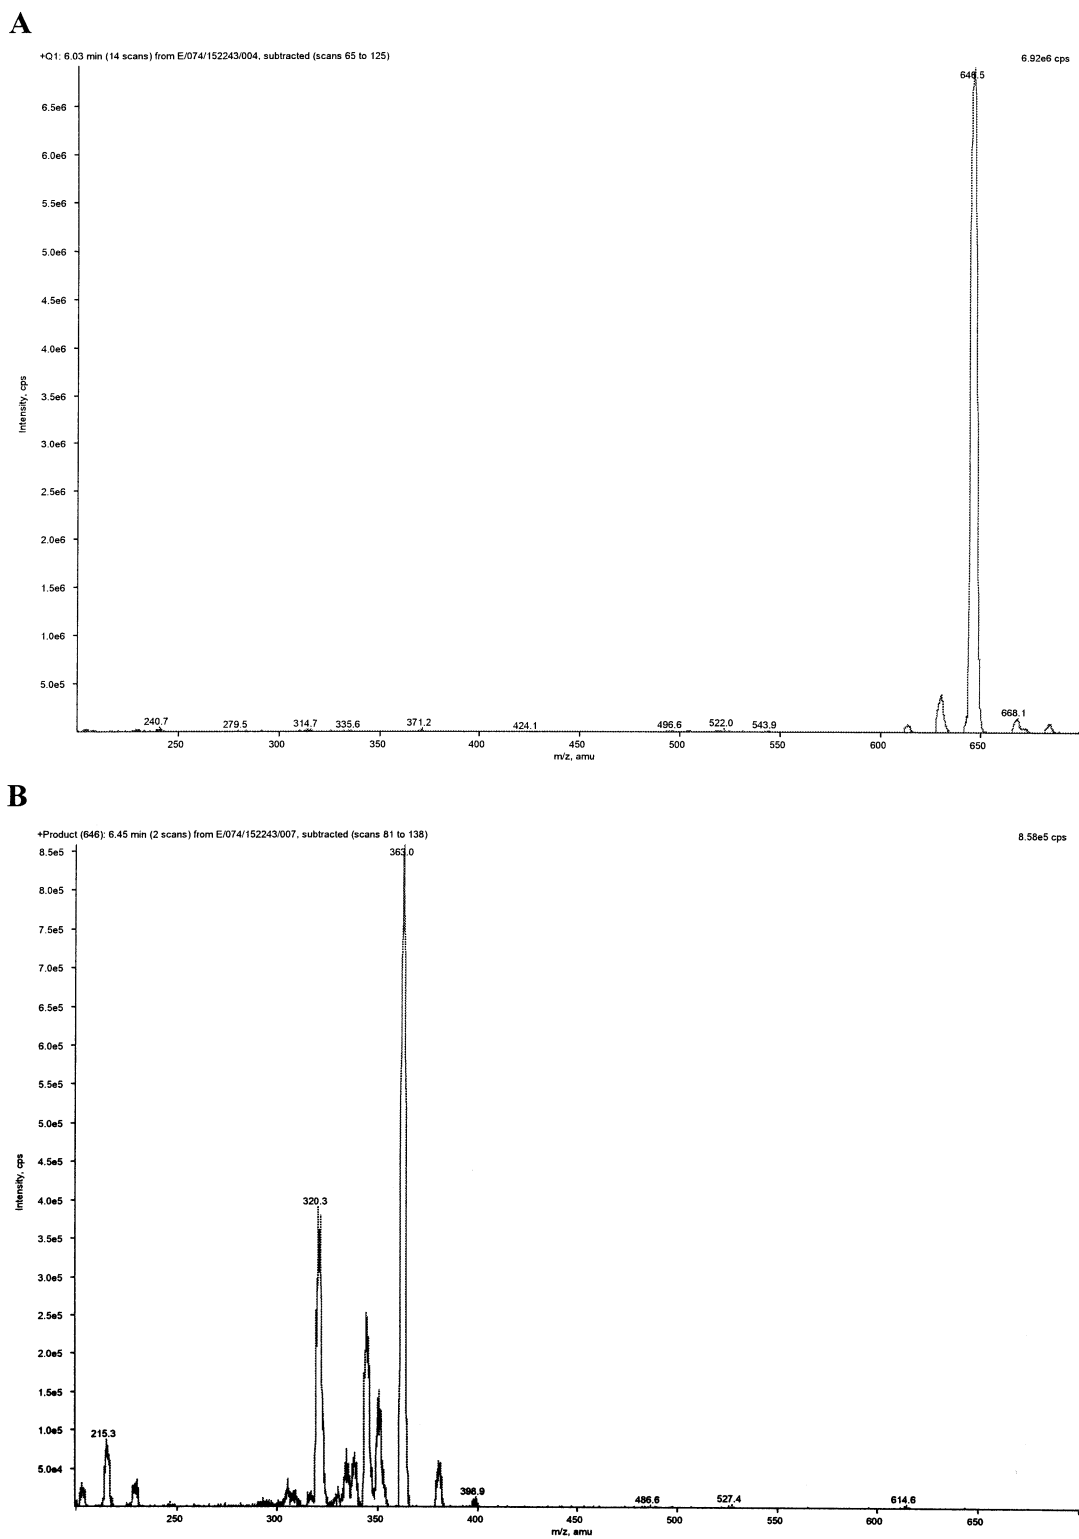 A
+Q1: 6.03 min (14 scans) from E/074/152243/004, subtracted (scans 65 to 125)
6.92e6 cps
646.5
6.5e6
6.0e6
5.5e6
5.0e6
4.5e6
4.0e6
3.5e6
3.0e6
2.5e6
2.0e6
1.5e6
1.0e6
5.0e5
Intensity, cps
240.7 279.5 314.7 335.6 371.2 424.1 496.6 522.0 543.9 668.1
250 300 350 400 450 500 550 600 650
m/z, amu
B
+Product (646): 6.45 min (2 scans) from E/074/152243/007, subtracted (scans 81 to 138)
8.58e5 cps
363.0
8.5e5
8.0e5
7.5e5
7.0e5
6.5e5
6.0e5
5.5e5
5.0e5
4.5e5
4.0e5
3.5e5
3.0e5
2.5e5
2.0e5
1.5e5
1.0e5
5.0e4
Intensity, cps
320.3
215.3
398.9 486.6 527.4 614.6
250 300 350 400 450 500 550 600 650
m/z, amu